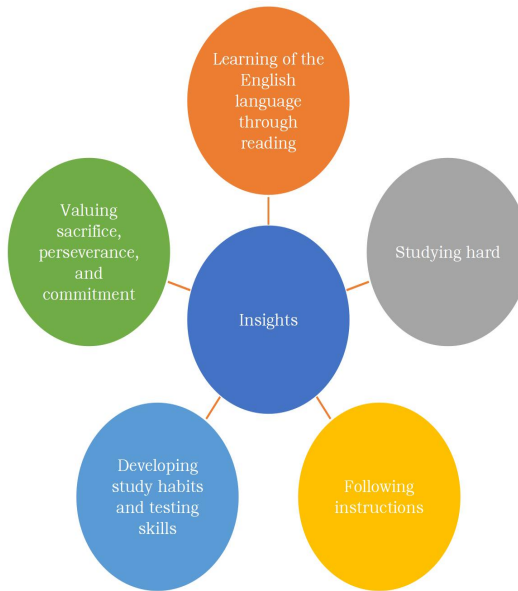 Learning of the
English
language
through
reading
Valuing
sacrifice,
perseverance,
and
commitment
Studying hard
Insights
Developing
study habits
and testing
skills
Following
instructions